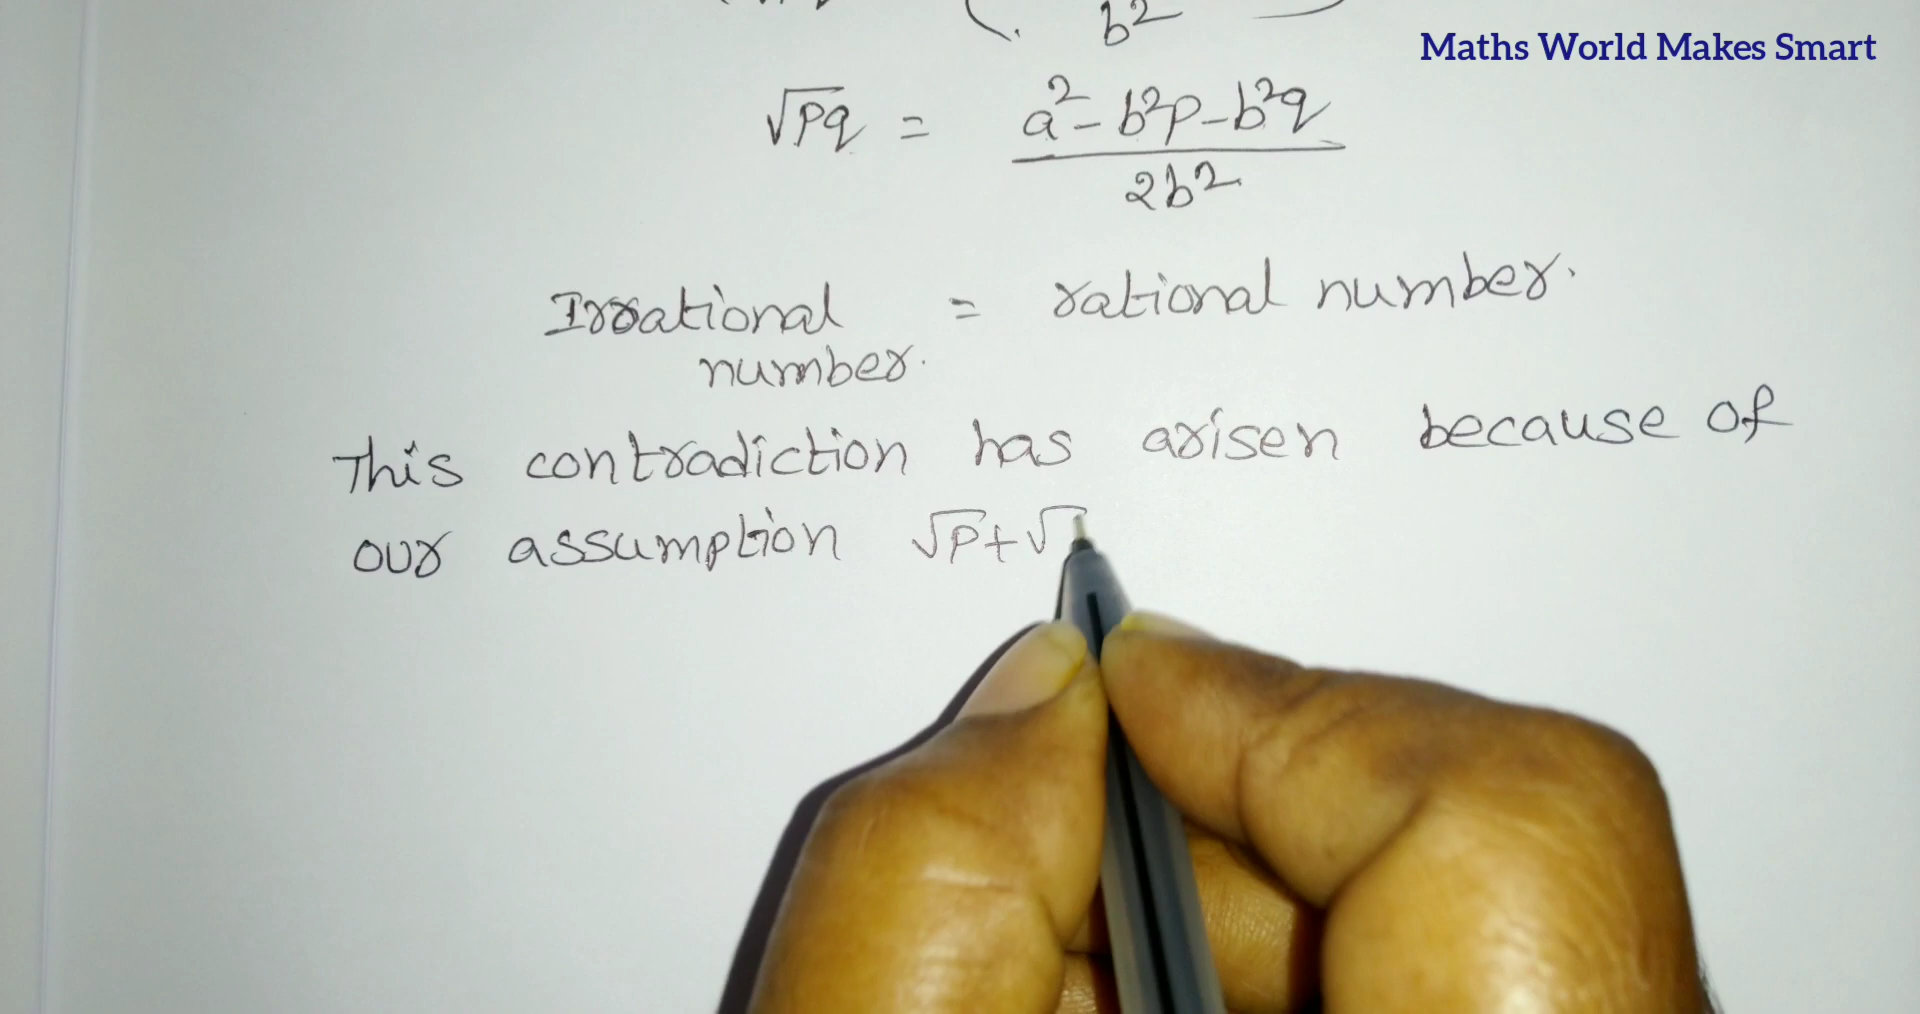 b²
Maths World Makes Smart
√pq = a² - b²p - b²q / 2b²
Irrational number. = rational number.
This contradiction has arisen because of
our assumption √p+√